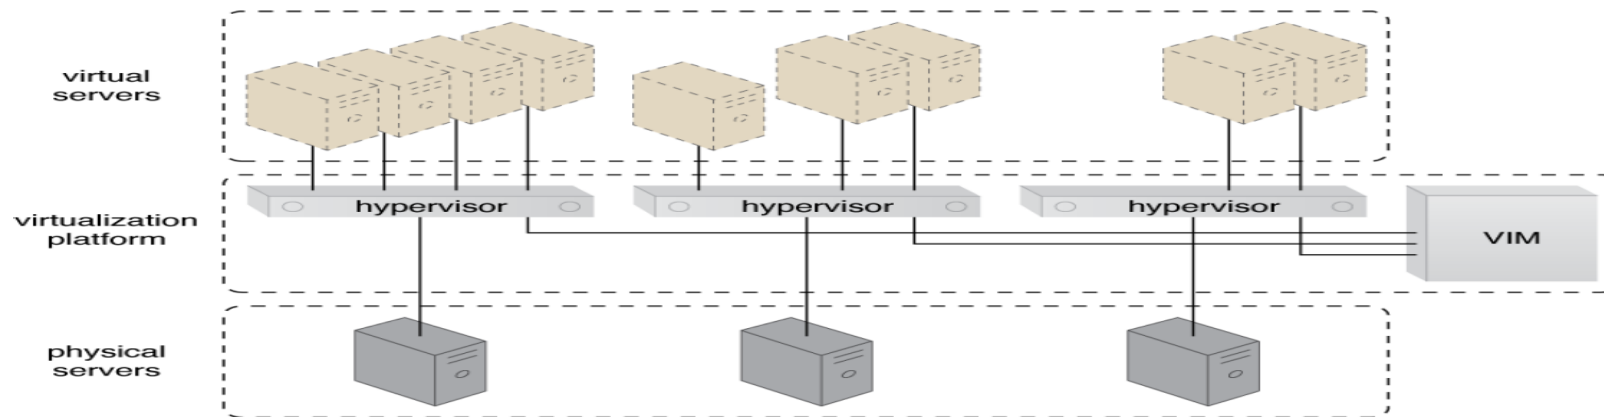 virtual
servers
virtualization
platform
hypervisor
hypervisor
hypervisor
VIM
physical
servers